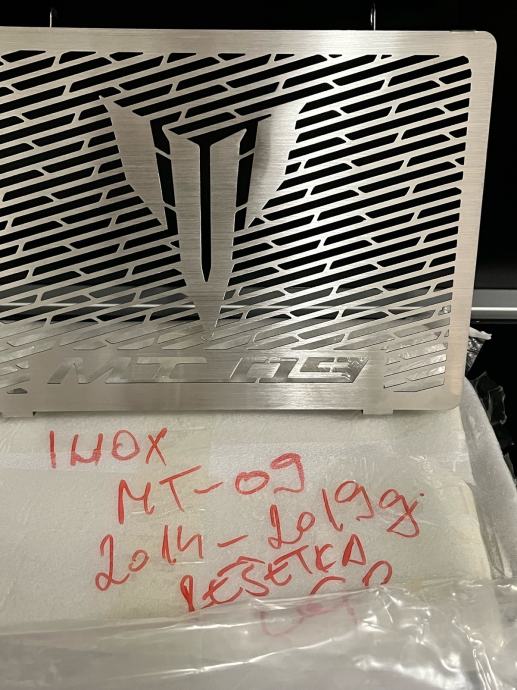 MT 09
INOX
MT-09
2014-2019g.
REŠETKA